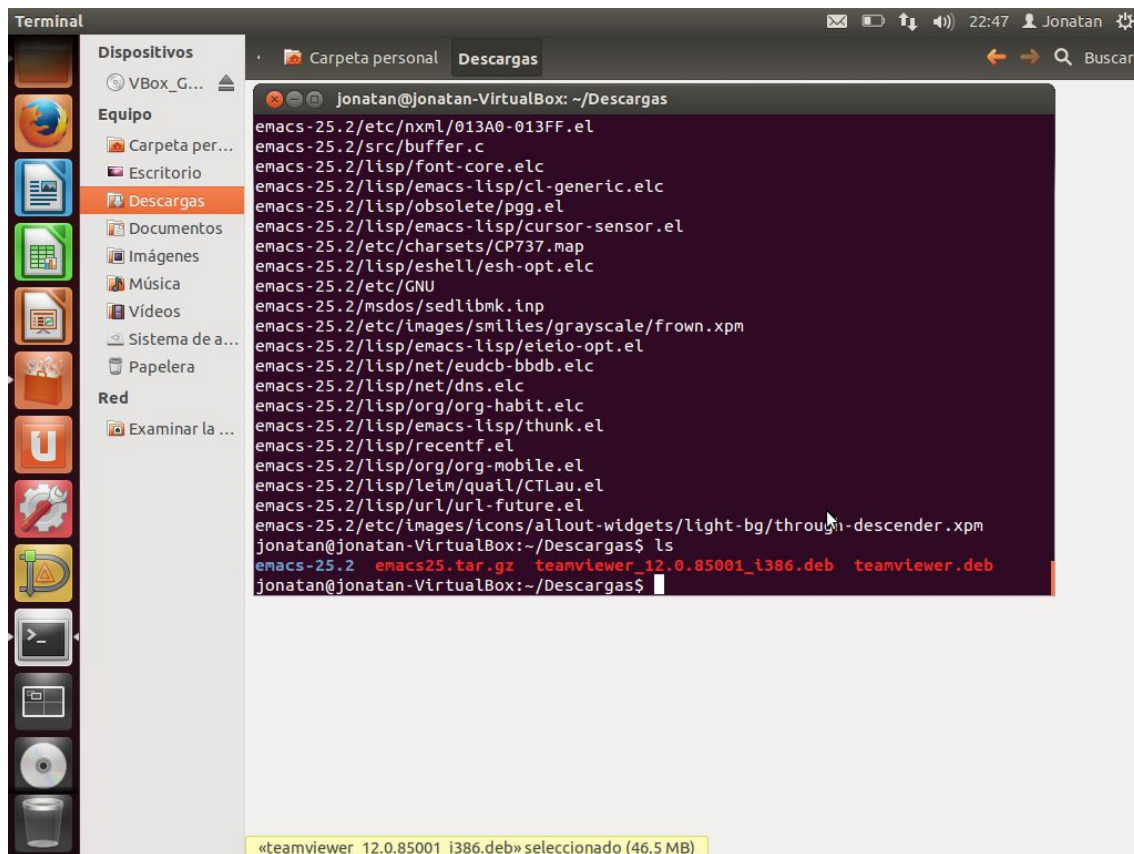 Terminal
22:47 Jonatan
Dispositivos
VBox_G...
Equipo
Carpeta per...
Escritorio
Descargas
Documentos
Imágenes
Música
Vídeos
Sistema de a...
Papelera
Red
Examinar la ...
Carpeta personal Descargas Buscar
jonatan@jonatan-VirtualBox: ~/Descargas
emacs-25.2/etc/nxml/013A0-013FF.el
emacs-25.2/src/buffer.c
emacs-25.2/lisp/font-core.elc
emacs-25.2/lisp/emacs-lisp/cl-generic.elc
emacs-25.2/lisp/obsolete/pgg.el
emacs-25.2/lisp/emacs-lisp/cursor-sensor.el
emacs-25.2/etc/charsets/CP737.map
emacs-25.2/lisp/eshell/esh-opt.elc
emacs-25.2/etc/GNU
emacs-25.2/msdos/sedlibmk.inp
emacs-25.2/etc/images/smilies/grayscale/frown.xpm
emacs-25.2/lisp/emacs-lisp/eieio-opt.el
emacs-25.2/lisp/net/eudcb-bbdb.elc
emacs-25.2/lisp/net/dns.elc
emacs-25.2/lisp/org/org-habit.elc
emacs-25.2/lisp/emacs-lisp/thunk.el
emacs-25.2/lisp/recentf.el
emacs-25.2/lisp/org/org-mobile.el
emacs-25.2/lisp/leim/quail/CTLau.el
emacs-25.2/lisp/url/url-future.el
emacs-25.2/etc/images/icons/allout-widgets/light-bg/through-descender.xpm
jonatan@jonatan-VirtualBox:~/Descargas$ ls
emacs-25.2 emacs25.tar.gz teamviewer_12.0.85001_i386.deb teamviewer.deb
jonatan@jonatan-VirtualBox:~/Descargas$
«teamviewer_12.0.85001_i386.deb» seleccionado (46,5 MB)